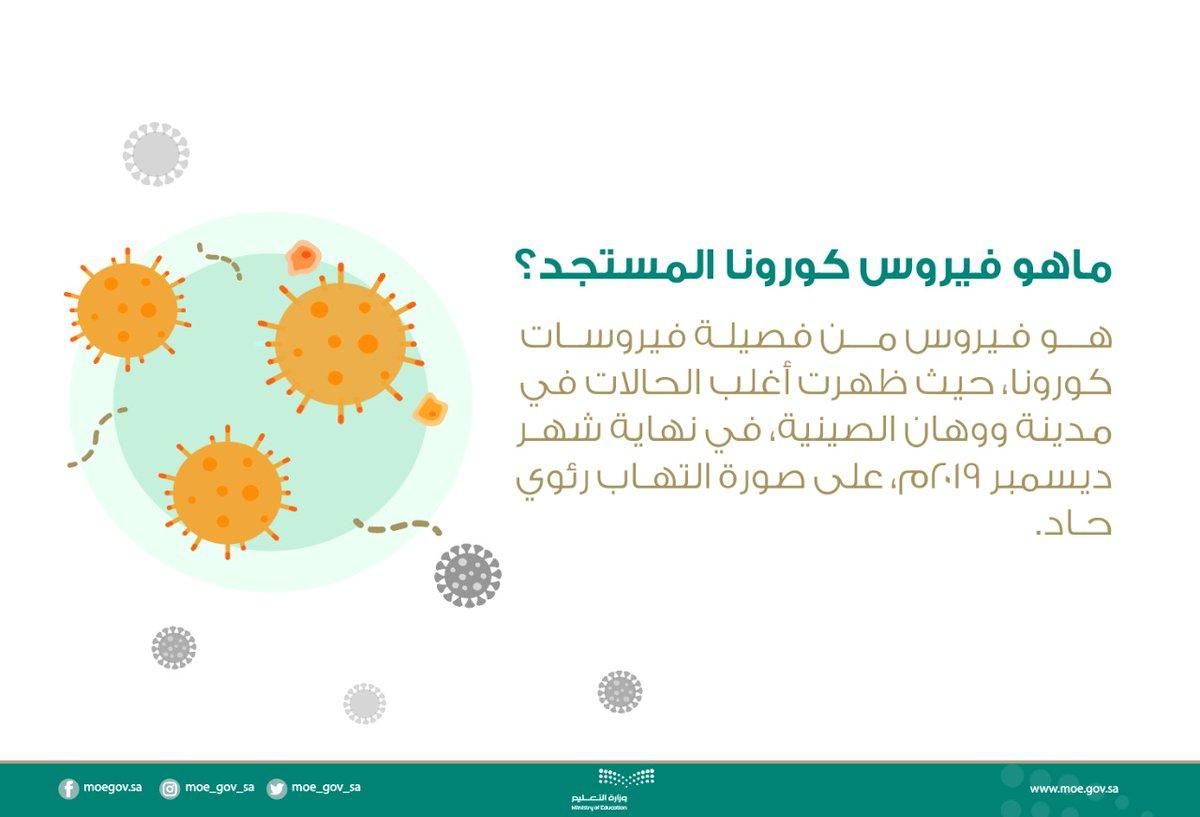 ماهو فيروس كورونا المستجد؟
هو فيروس من فصيلة فيروسات
كورونا، حيث ظهرت أغلب الحالات في
مدينة ووهان الصينية، في نهاية شهر
ديسمبر ٢٠١٩م، على صورة التهاب رئوي
حاد.
moegov.sa
moe_gov_sa
moe_gov_sa
وزارة التعليم
Ministry of Education
www.moe.gov.sa